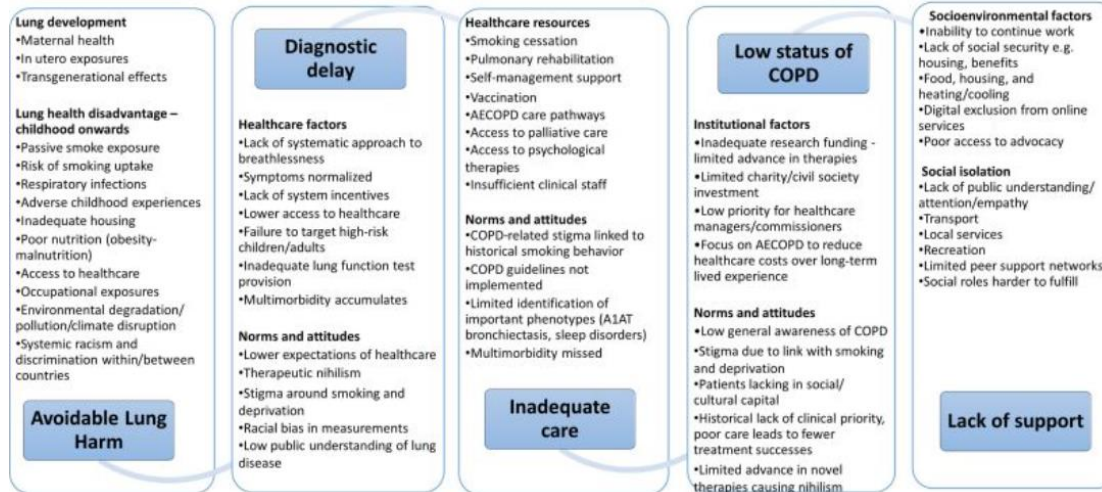 Lung development
•Maternal health
•In utero exposures
•Transgenerational effects
Lung health disadvantage –
childhood onwards
•Passive smoke exposure
•Risk of smoking uptake
•Respiratory infections
•Adverse childhood experiences
•Inadequate housing
•Poor nutrition (obesity-
malnutrition)
•Access to healthcare
•Occupational exposures
•Environmental degradation/
pollution/climate disruption
•Systemic racism and
discrimination within/between
countries
Avoidable Lung
Harm
Diagnostic
delay
Healthcare factors
•Lack of systematic approach to
breathlessness
•Symptoms normalized
•Lack of system incentives
•Lower access to healthcare
•Failure to target high-risk
children/adults
•Inadequate lung function test
provision
•Multimorbidity accumulates
Norms and attitudes
•Lower expectations of healthcare
•Therapeutic nihilism
•Stigma around smoking and
deprivation
•Racial bias in measurements
•Low public understanding of lung
disease
Healthcare resources
•Smoking cessation
•Pulmonary rehabilitation
•Self-management support
•Vaccination
•AECOPD care pathways
•Access to palliative care
•Access to psychological
therapies
•Insufficient clinical staff
Norms and attitudes
•COPD-related stigma linked to
historical smoking behavior
•COPD guidelines not
implemented
•Limited identification of
important phenotypes (A1AT
bronchiectasis, sleep disorders)
•Multimorbidity missed
Inadequate
care
Low status of
COPD
Institutional factors
•Inadequate research funding -
limited advance in therapies
•Limited charity/civil society
investment
•Low priority for healthcare
managers/commissioners
•Focus on AECOPD to reduce
healthcare costs over long-term
lived experience
Norms and attitudes
•Low general awareness of COPD
•Stigma due to link with smoking
and deprivation
•Patients lacking in social/
cultural capital
•Historical lack of clinical priority,
poor care leads to fewer
treatment successes
•Limited advance in novel
therapies causing nihilism
Socioenvironmental factors
•Inability to continue work
•Lack of social security e.g.
housing, benefits
•Food, housing, and
heating/cooling
•Digital exclusion from online
services
•Poor access to advocacy
Social isolation
•Lack of public understanding/
attention/empathy
•Transport
•Local services
•Recreation
•Limited peer support networks
•Social roles harder to fulfill
Lack of support